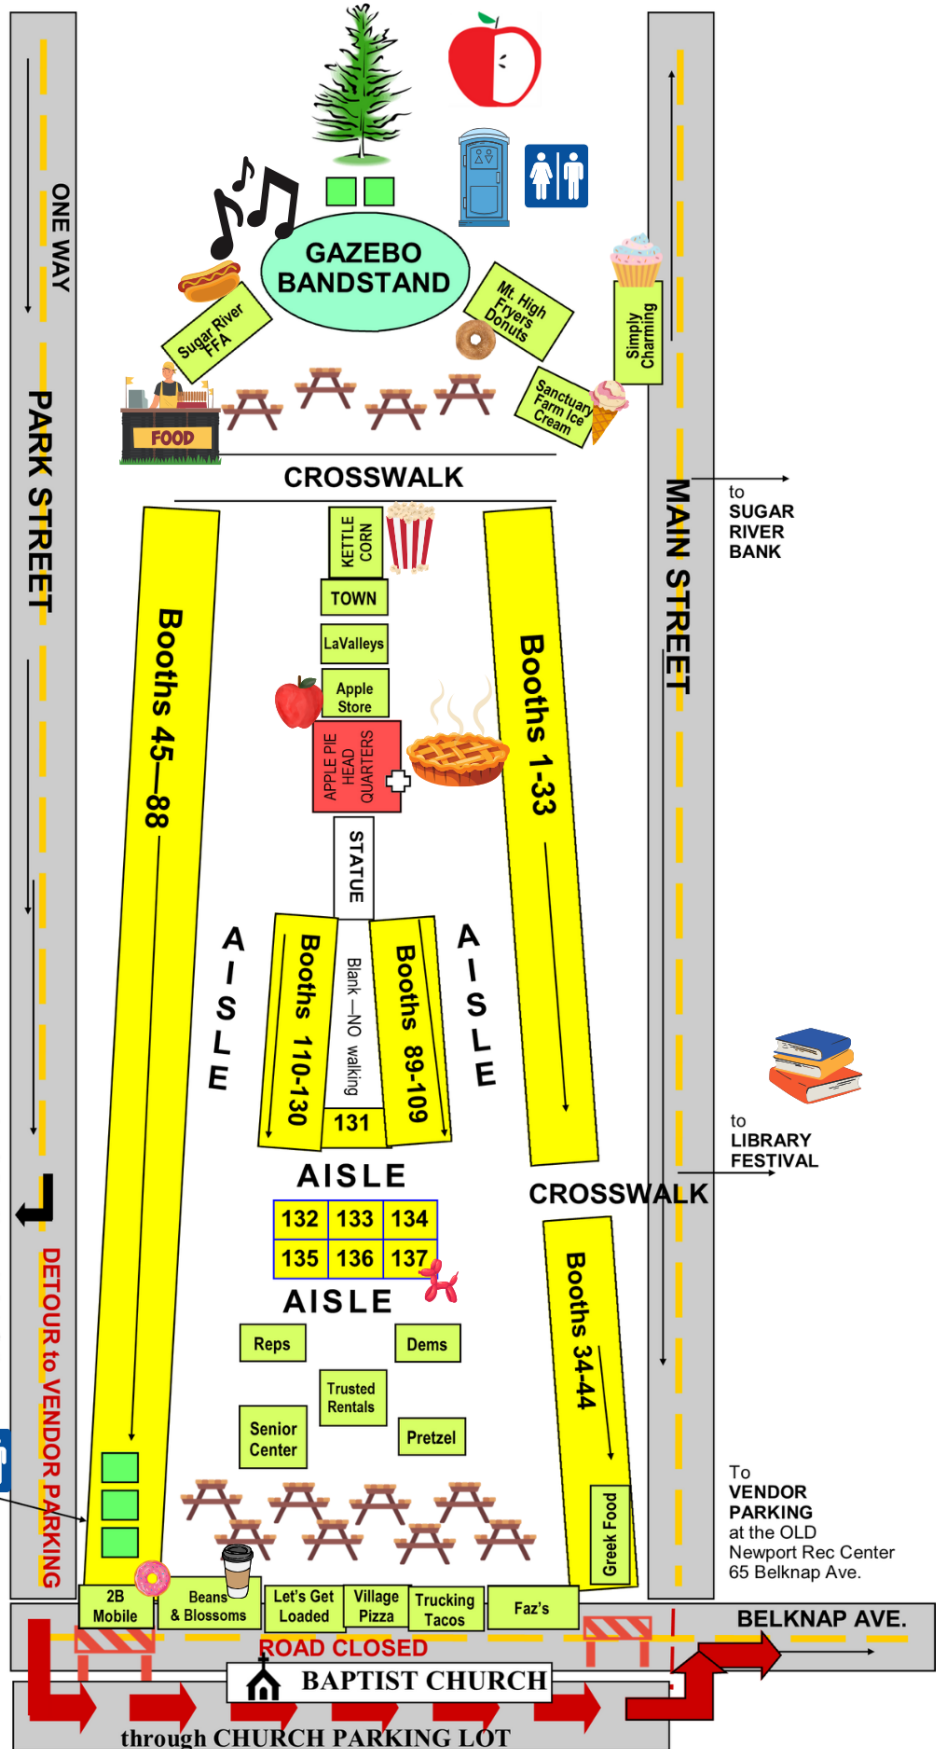 ONE WAY
GAZEBO
BANDSTAND
Sugar River
FFA
Mt. High
Fryers
Donuts
Simply
Charming
Sanctuary
Farm Ice
Cream
FOOD
PARK STREET
CROSSWALK
MAIN STREET
to
SUGAR
RIVER
BANK
KETTLE
CORN
TOWN
LaValleys
Apple
Store
APPLE PIE
HEAD
QUARTERS
STATUE
Booths 45—88
Booths 1-33
AISLE
Booths 110-130
Blank —NO walking
Booths 89-109
AISLE
131
AISLE
to
LIBRARY
FESTIVAL
CROSSWALK
132 133 134
135 136 137
AISLE
DETOUR to VENDOR PARKING
Reps
Dems
Trusted
Rentals
Senior
Center
Pretzel
Booths 34-44
Greek Food
To
VENDOR
PARKING
at the OLD
Newport Rec Center
65 Belknap Ave.
2B
Mobile
Beans
& Blossoms
Let's Get
Loaded
Village
Pizza
Trucking
Tacos
Faz's
BELKNAP AVE.
ROAD CLOSED
BAPTIST CHURCH
through CHURCH PARKING LOT